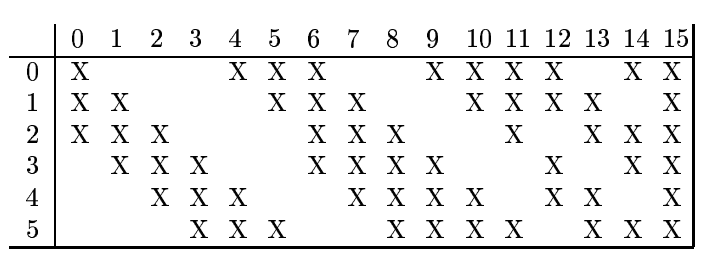 0 1 2 3 4 5 6 7 8 9 10 11 12 13 14 15
0 X X X X X X X X X X
1 X X X X X X X X X X
2 X X X X X X X X X X
3 X X X X X X X X X X
4 X X X X X X X X X X
5 X X X X X X X X X X